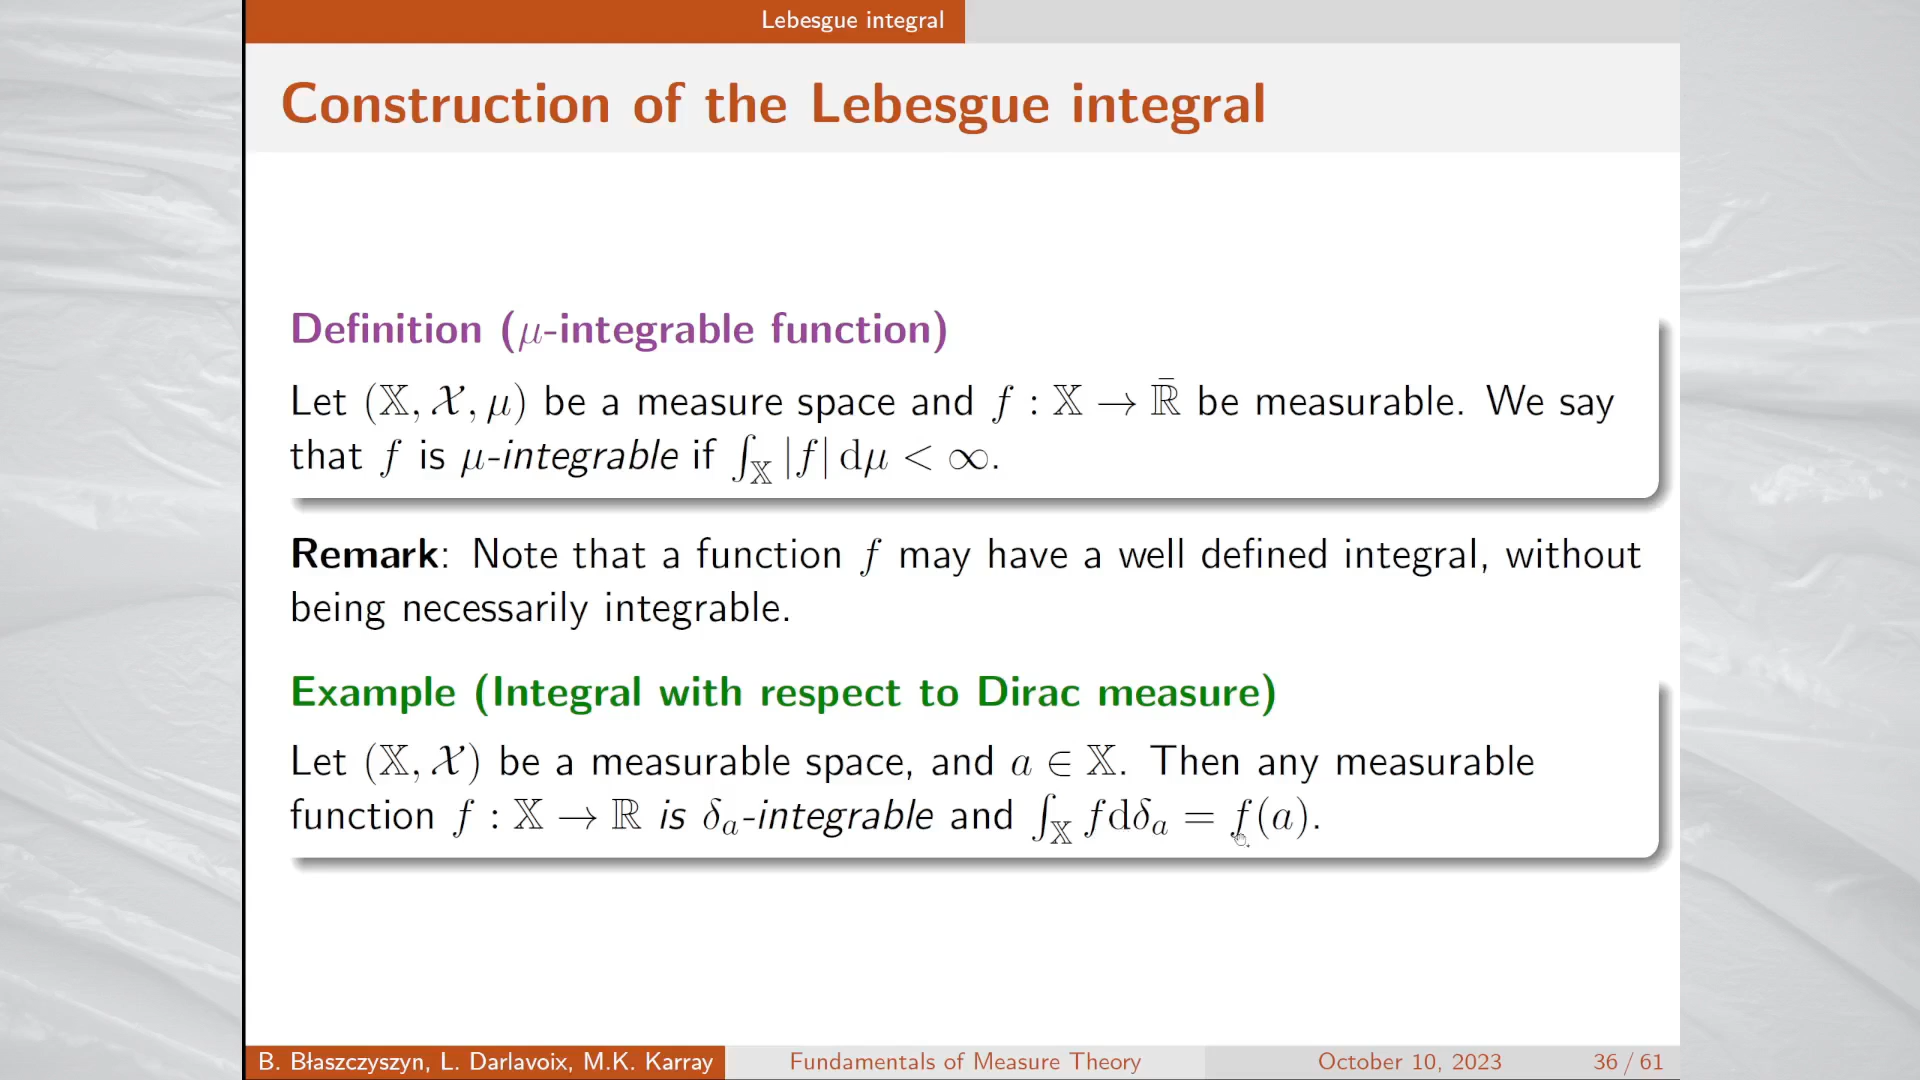 Lebesgue integral
Construction of the Lebesgue integral
Definition (μ-integrable function)
Let (𝕏, 𝒳, μ) be a measure space and f : 𝕏 → ℝ̄ be measurable. We say
that f is μ-integrable if ∫_𝕏 |f| dμ < ∞.
Remark: Note that a function f may have a well defined integral, without
being necessarily integrable.
Example (Integral with respect to Dirac measure)
Let (𝕏, 𝒳) be a measurable space, and a ∈ 𝕏. Then any measurable
function f : 𝕏 → ℝ is δₐ-integrable and ∫_𝕏 fdδₐ = f(a).
B. Błaszczyszyn, L. Darlavoix, M.K. Karray
Fundamentals of Measure Theory
October 10, 2023
36 / 61